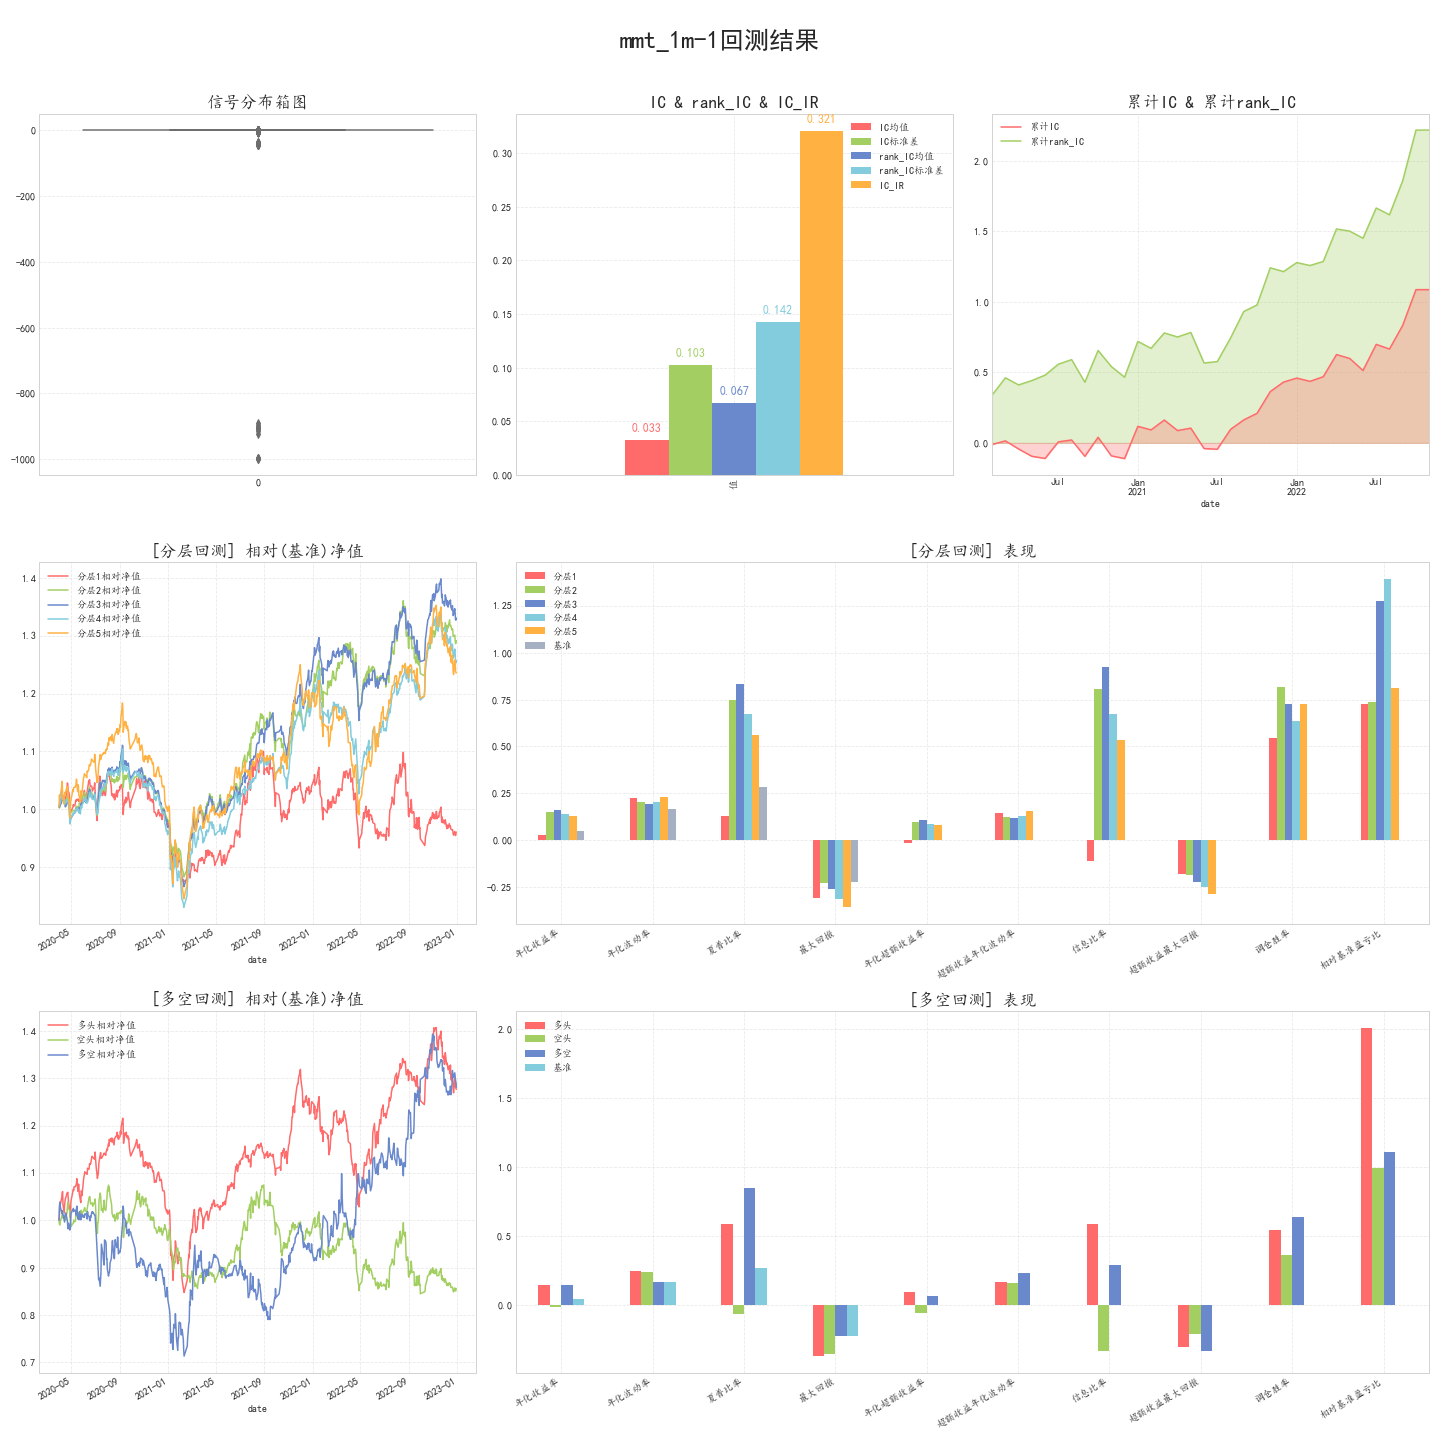 mmt_1m-1回测结果
信号分布箱图
0
-200
-400
-600
-800
-1000
0
IC & rank_IC & IC_IR
IC均值
IC标准差
rank_IC均值
rank_IC标准差
IC_IR
0.321
0.142
0.103
0.067
0.033
0.30
0.25
0.20
0.15
0.10
0.05
0.00
值
累计IC & 累计rank_IC
累计IC
累计rank_IC
2.0
1.5
1.0
0.5
0.0
Jul
Jan
2021
Jul
Jan
2022
Jul
date
[分层回测] 相对(基准)净值
分层1相对净值
分层2相对净值
分层3相对净值
分层4相对净值
分层5相对净值
1.4
1.3
1.2
1.1
1.0
0.9
2020-05
2020-09
2021-01
2021-05
2021-09
2022-01
2022-05
2022-09
2023-01
date
[分层回测] 表现
分层1
分层2
分层3
分层4
分层5
基准
1.25
1.00
0.75
0.50
0.25
0.00
-0.25
年化收益率
年化波动率
夏普比率
最大回撤
年化超额收益率
超额收益年化波动率
信息比率
超额收益最大回撤
调仓胜率
相对基准盈亏比
[多空回测] 相对(基准)净值
多头相对净值
空头相对净值
多空相对净值
1.4
1.3
1.2
1.1
1.0
0.9
0.8
0.7
2020-05
2020-09
2021-01
2021-05
2021-09
2022-01
2022-05
2022-09
2023-01
date
[多空回测] 表现
多头
空头
多空
基准
2.0
1.5
1.0
0.5
0.0
年化收益率
年化波动率
夏普比率
最大回撤
年化超额收益率
超额收益年化波动率
信息比率
超额收益最大回撤
调仓胜率
相对基准盈亏比